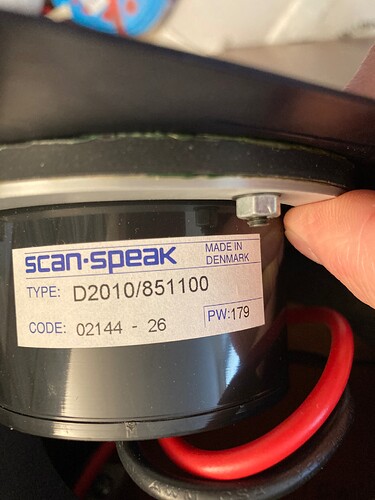 scan-speak
MADE IN
DENMARK
TYPE: D2010/851100
CODE: 02144 - 26
PW:179